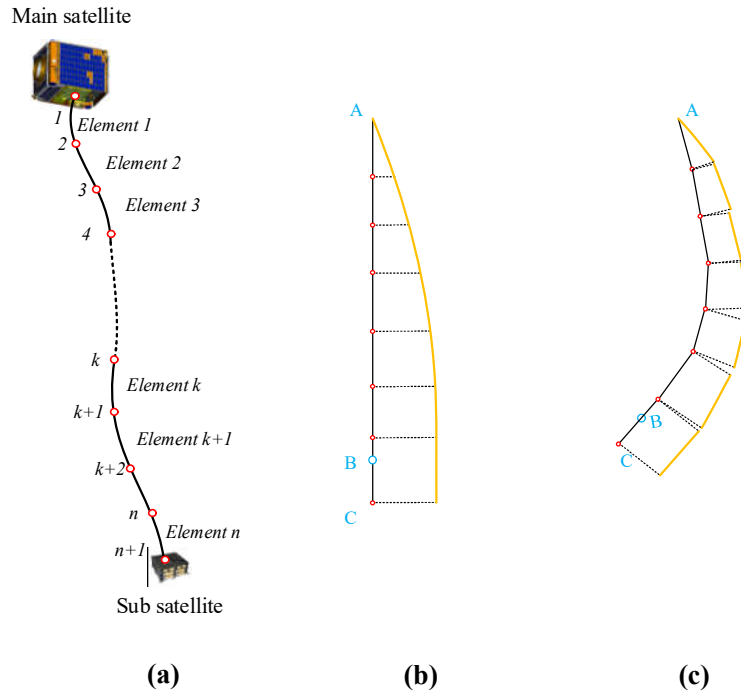 Main satellite
1
Element 1
2
Element 2
3
Element 3
4
k
Element k
k+1
Element k+1
k+2
n
Element n
n+1
Sub satellite
(a)
A
B
C
(b)
A
B
C
(c)